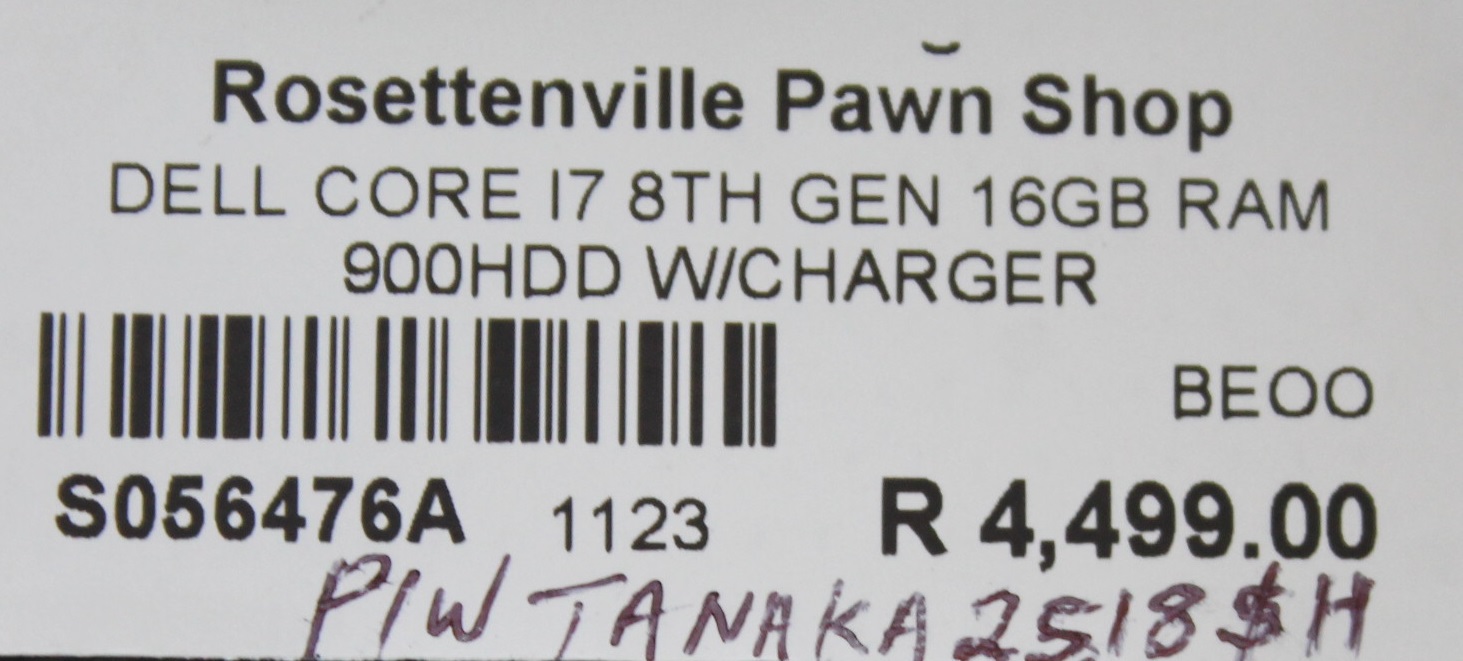 Rosettenville Pawn Shop
DELL CORE I7 8TH GEN 16GB RAM
900HDD W/CHARGER
BEOO
S056476A 1123 R 4,499.00
P/W TANAKA 2518$H